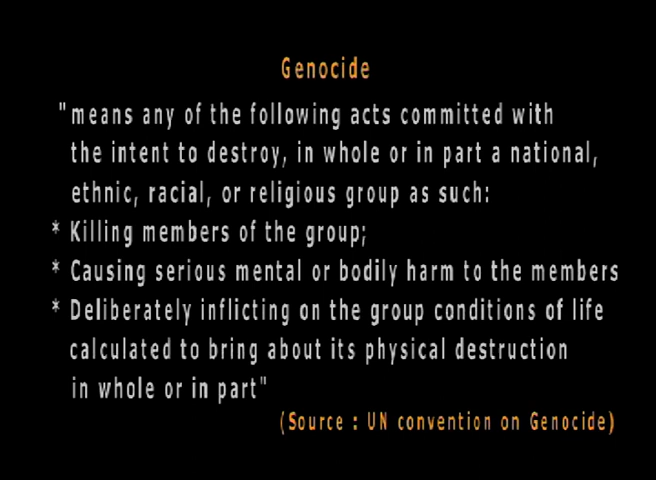 Genocide
"means any of the following acts committed with
the intent to destroy, in whole or in part a national,
ethnic, racial, or religious group as such:
* Killing members of the group;
* Causing serious mental or bodily harm to the members
* Deliberately inflicting on the group conditions of life
calculated to bring about its physical destruction
in whole or in part"
(Source : UN convention on Genocide)